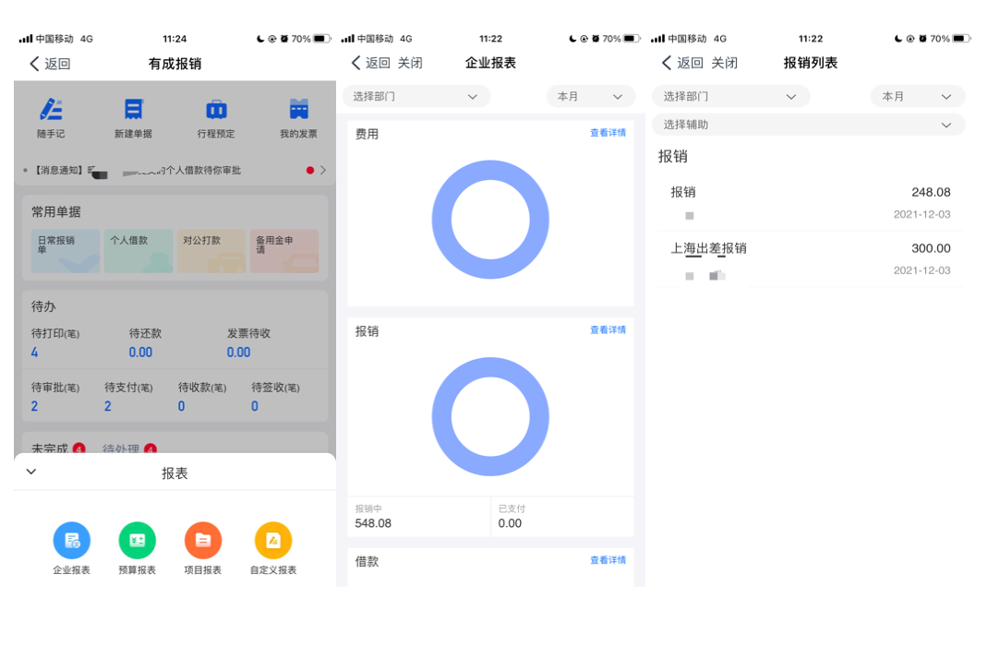 中国移动 4G
11:24
70%
返回
有成报销
随手记
新建单据
行程预定
我的发票
【消息通知】
的个人借款待你审批
常用单据
日常报销单
个人借款
对公打款
备用金申请
待办
待打印(笔)
待还款
发票待收
4
0.00
0.00
待审批(笔)
待支付(笔)
待收款(笔)
待签收(笔)
2
2
0
0
未完成 4
待处理 4
报表
企业报表
预算报表
项目报表
自定义报表
中国移动 4G
11:22
70%
返回 关闭
企业报表
选择部门
本月
费用
查看详情
报销
查看详情
报销中
已支付
548.08
0.00
借款
查看详情
中国移动 4G
11:22
70%
返回 关闭
报销列表
选择部门
本月
选择辅助
报销
报销
248.08
2021-12-03
上海出差报销
300.00
2021-12-03